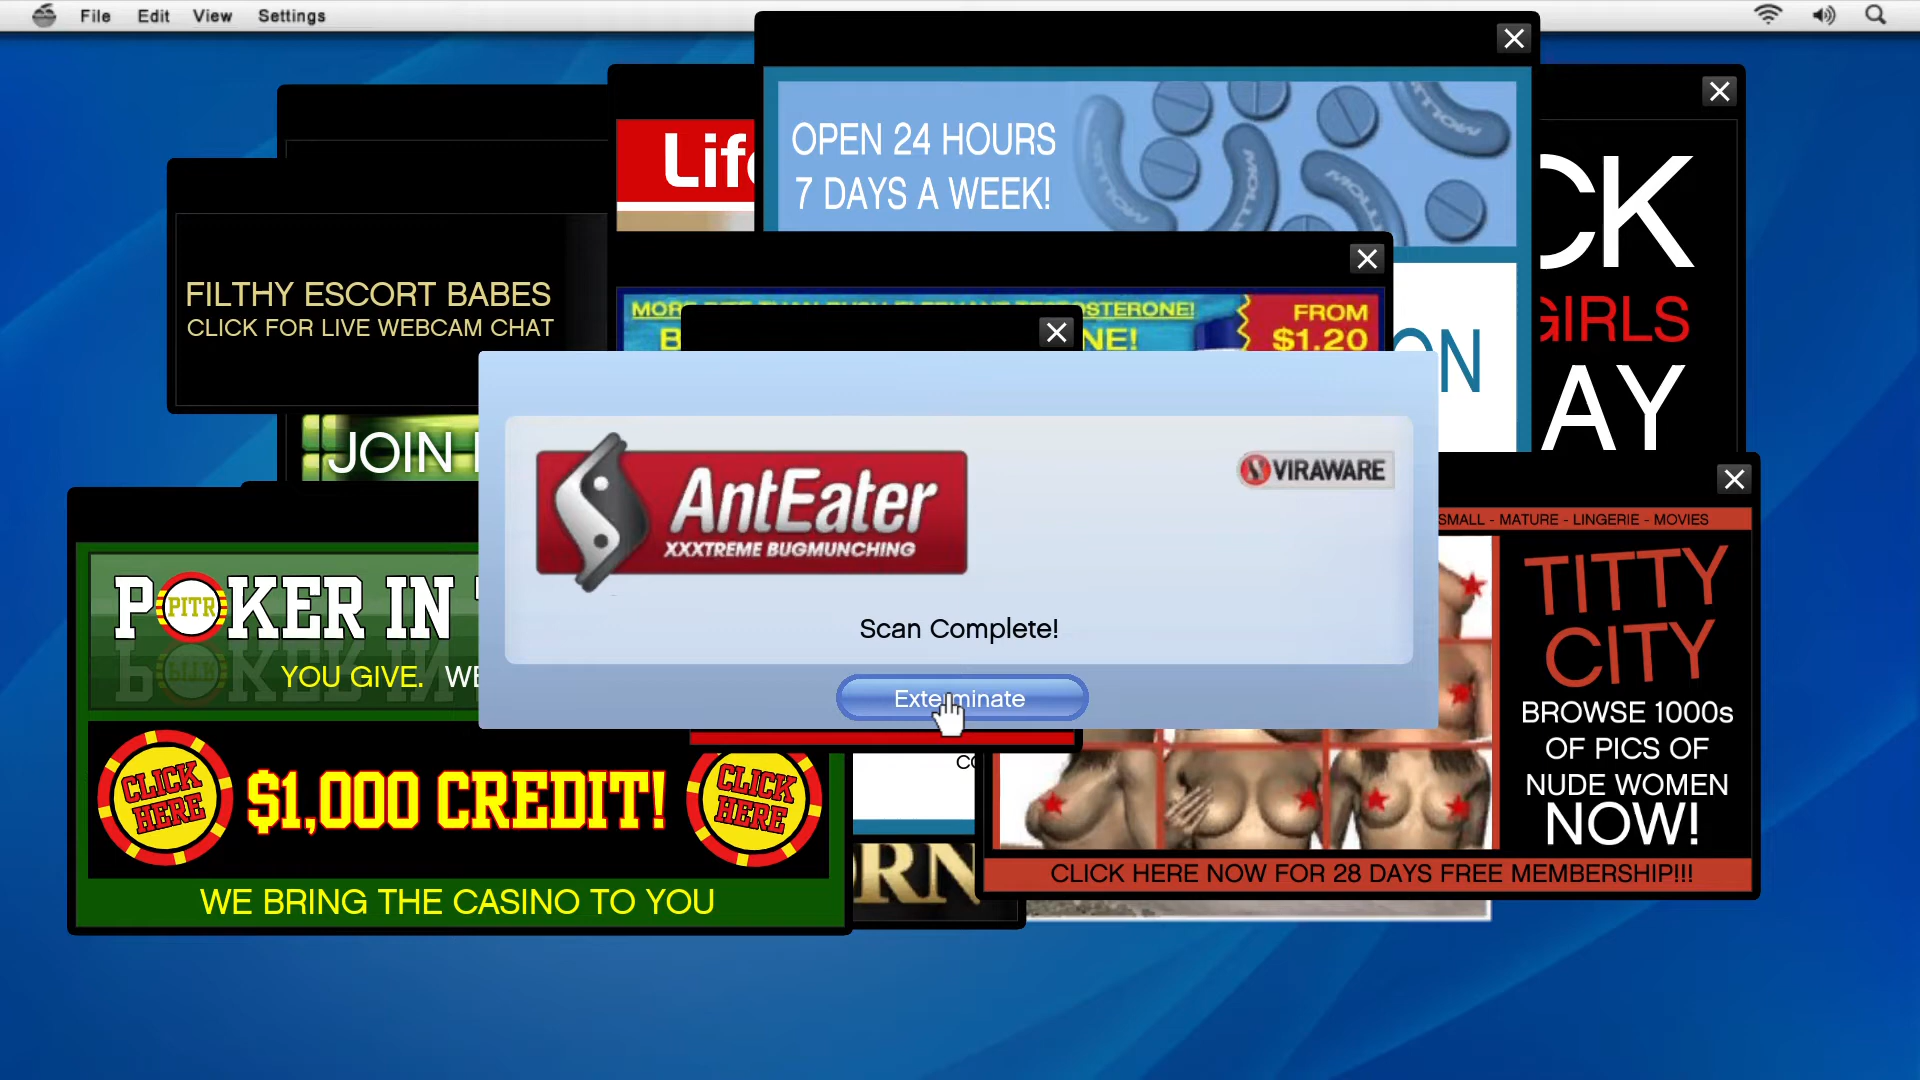 File Edit View Settings
OPEN 24 HOURS
7 DAYS A WEEK!
CK
GIRLS
AY
FILTHY ESCORT BABES
CLICK FOR LIVE WEBCAM CHAT
FROM
$1.20
ON
JOIN
AntEater
XXXTREME BUGMUNCHING
VIRAWARE
Scan Complete!
Exterminate
POKER IN
PITR
YOU GIVE. WE
CLICK HERE
$1,000 CREDIT!
CLICK HERE
WE BRING THE CASINO TO YOU
SMALL - MATURE - LINGERIE - MOVIES
TITTY
CITY
BROWSE 1000s
OF PICS OF
NUDE WOMEN
NOW!
CLICK HERE NOW FOR 28 DAYS FREE MEMBERSHIP!!!